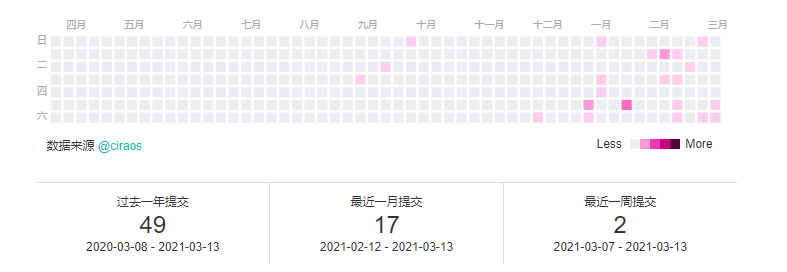 四月 五月 六月 七月 八月 九月 十月 十一月 十二月 一月 二月 三月
日
二
四
六
数据来源 @ciraos Less More
过去一年提交 最近一月提交 最近一周提交
49 17 2
2020-03-08 - 2021-03-13 2021-02-12 - 2021-03-13 2021-03-07 - 2021-03-13